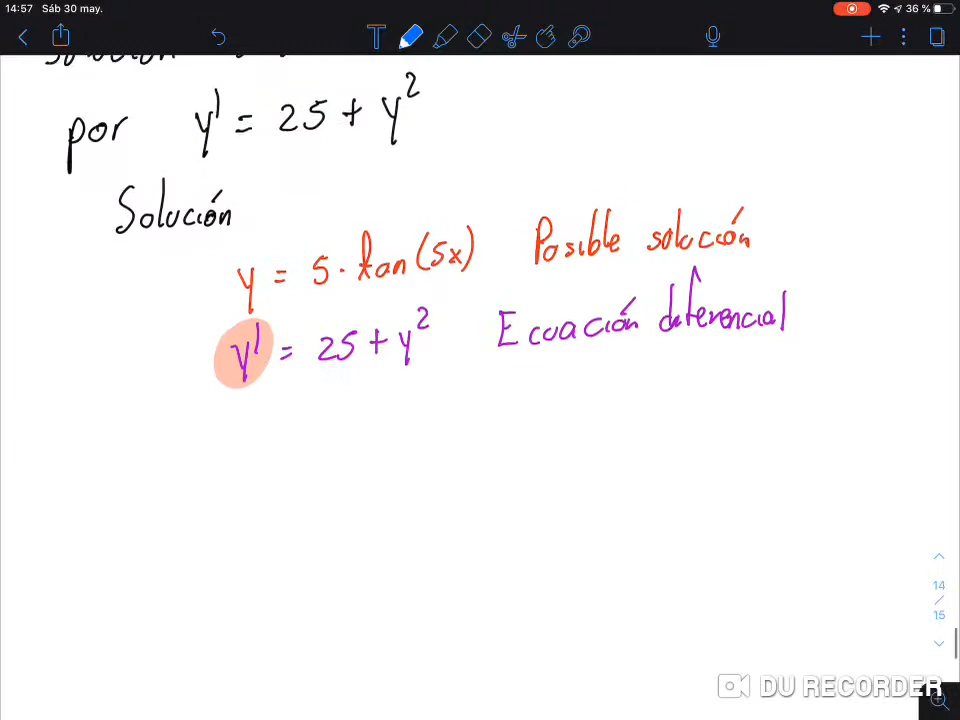 14:57 Sáb 30 may. 36 %
por y' = 25 + y²
Solución
y = 5 · tan(5x) Posible solución
y' = 25 + y² Ecuación diferencial
14
/
15
DU RECORDER